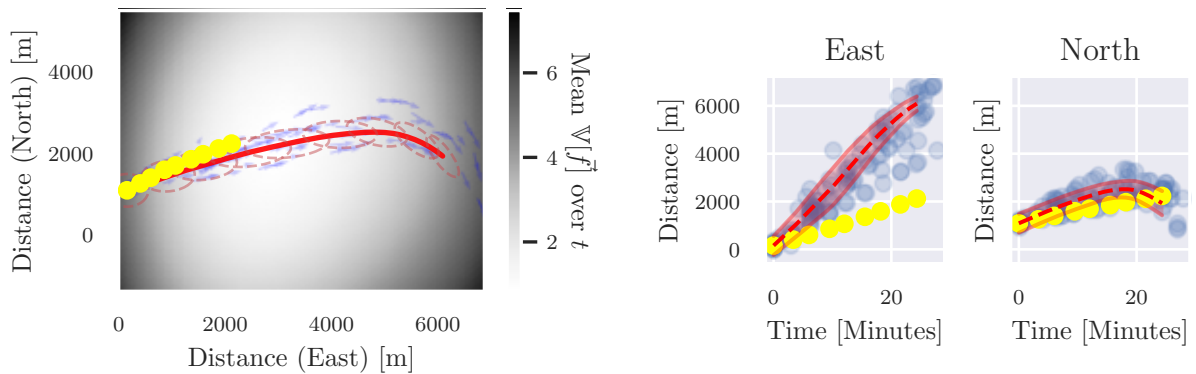 Distance (North) [m]
4000
2000
0
0
2000
4000
6000
Distance (East) [m]
6
4
2
Mean 𝕍[f⃗] over t
East
Distance [m]
6000
4000
2000
0
0
20
Time [Minutes]
North
Distance [m]
0
20
Time [Minutes]